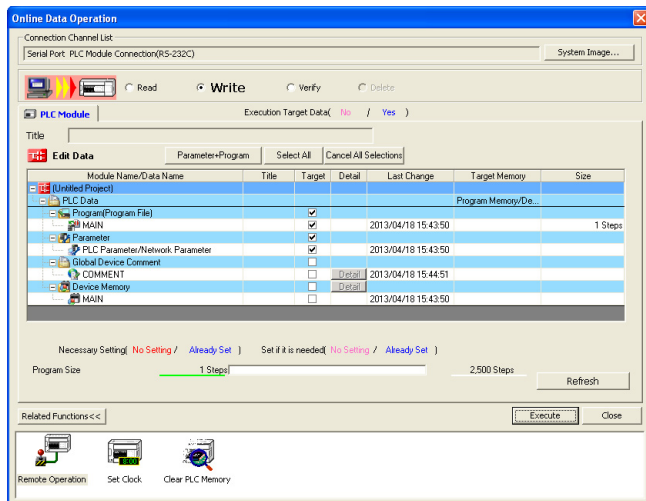 Online Data Operation
Connection Channel List
Serial Port PLC Module Connection(RS-232C)
System Image...
Read Write Verify Delete
PLC Module
Execution Target Data( No / Yes )
Title
Edit Data Parameter+Program Select All Cancel All Selections
Module Name/Data Name Title Target Detail Last Change Target Memory Size
(Untitled Project)
PLC Data Program Memory/De...
Program(Program File)
MAIN 2013/04/18 15:43:50 1 Steps
Parameter
PLC Parameter/Network Parameter 2013/04/18 15:43:50
Global Device Comment
COMMENT Detail 2013/04/18 15:44:51
Device Memory Detail
MAIN 2013/04/18 15:43:50
Necessary Setting( No Setting / Already Set ) Set if it is needed( No Setting / Already Set )
Program Size 1 Steps 2,500 Steps
Refresh
Related Functions<< Execute Close
Remote Operation Set Clock Clear PLC Memory